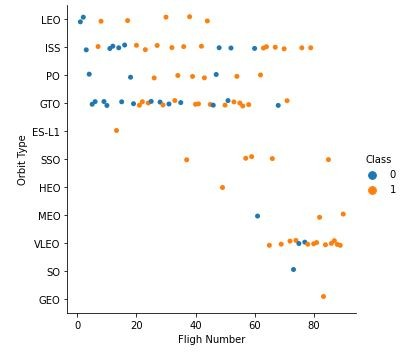 LEO
ISS
PO
GTO
ES-L1
SSO
HEO
MEO
VLEO
SO
GEO
Orbit Type
0 20 40 60 80
Fligh Number
Class
0
1